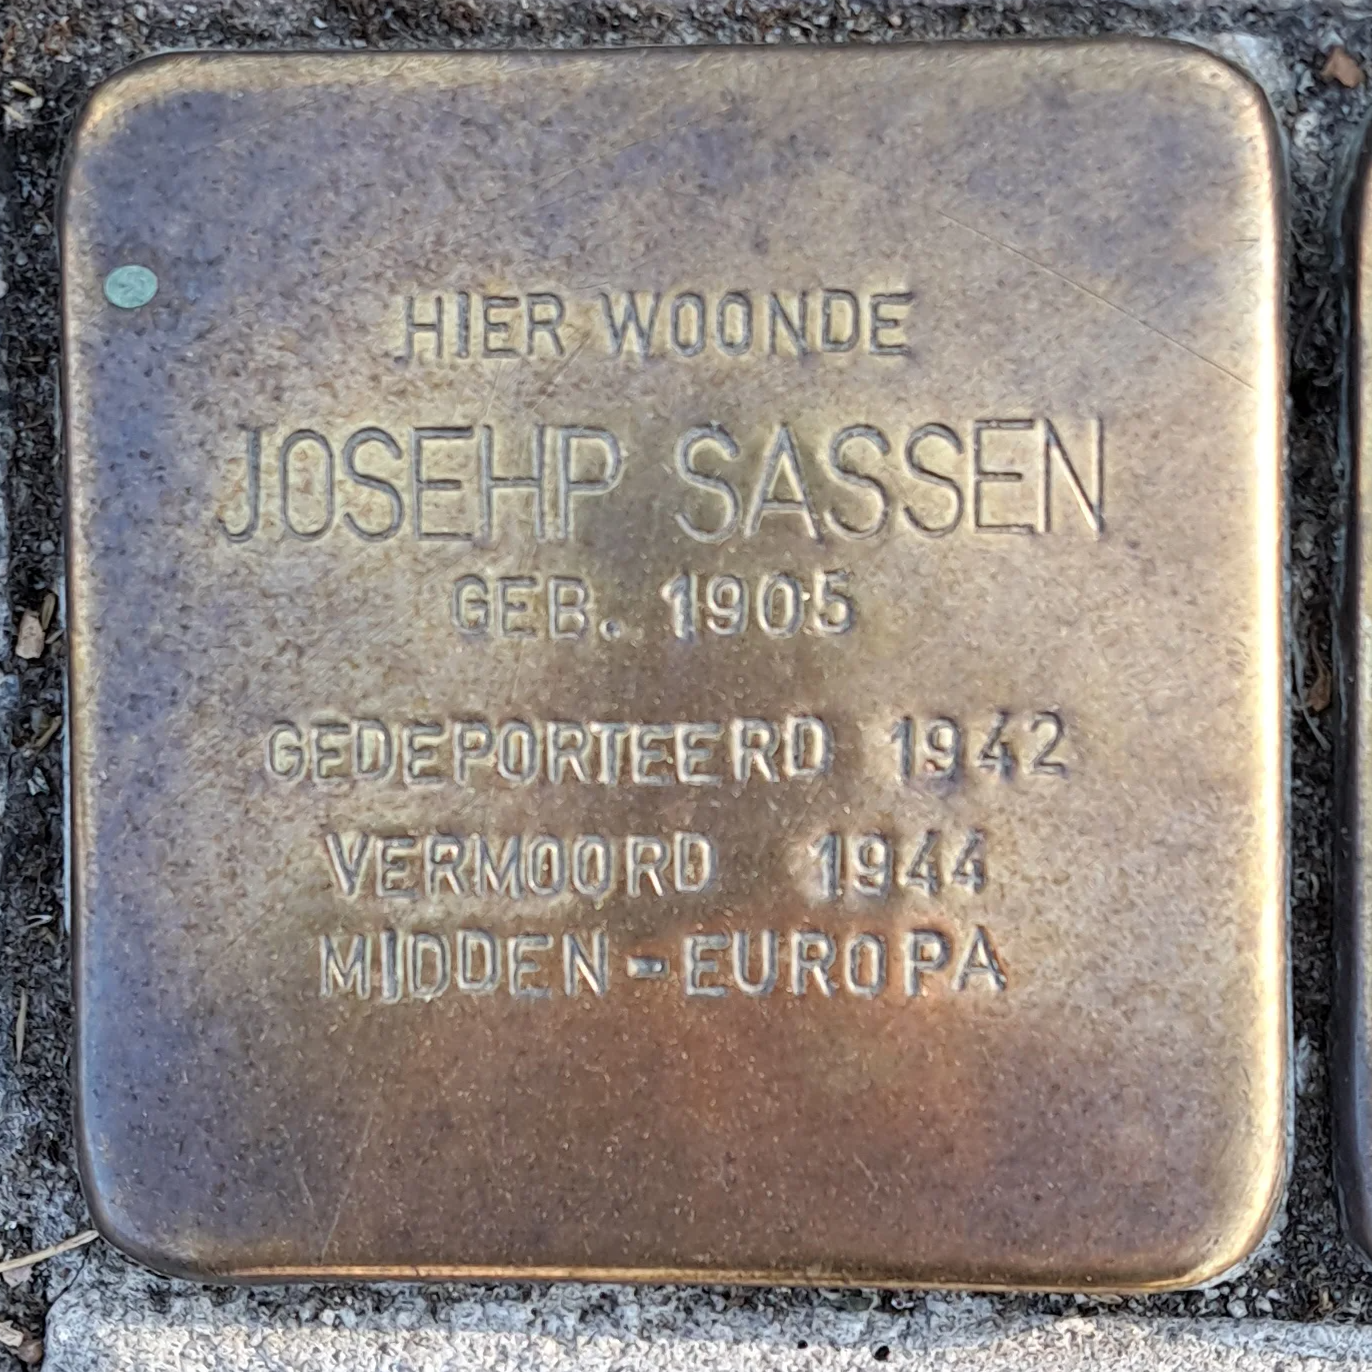 HIER WOONDE
JOSEHP SASSEN
GEB. 1905
GEDEPORTEERD 1942
VERMOORD 1944
MIDDEN-EUROPA